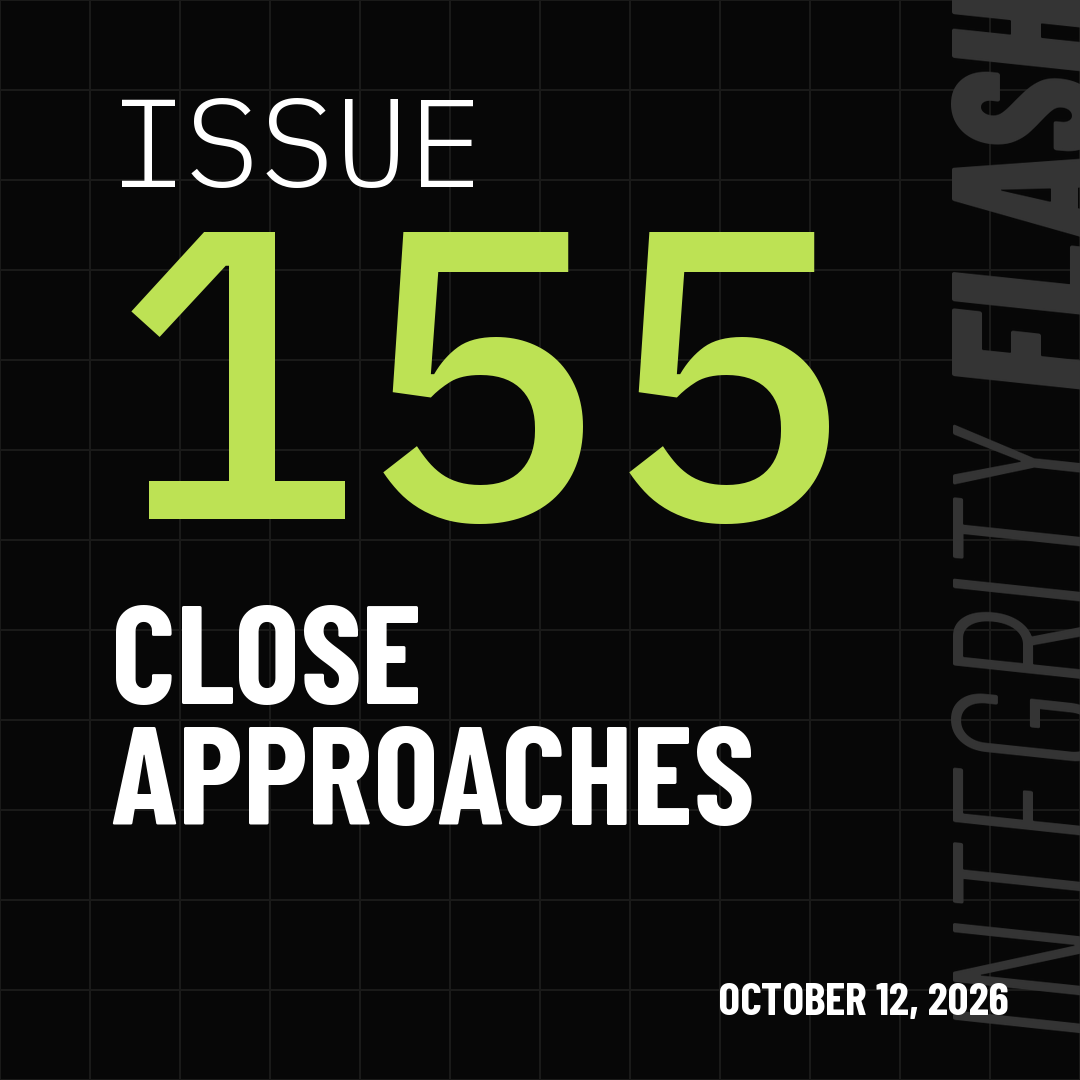 ISSUE
155
CLOSE
APPROACHES
OCTOBER 12, 2026
INTEGRITY FLASH